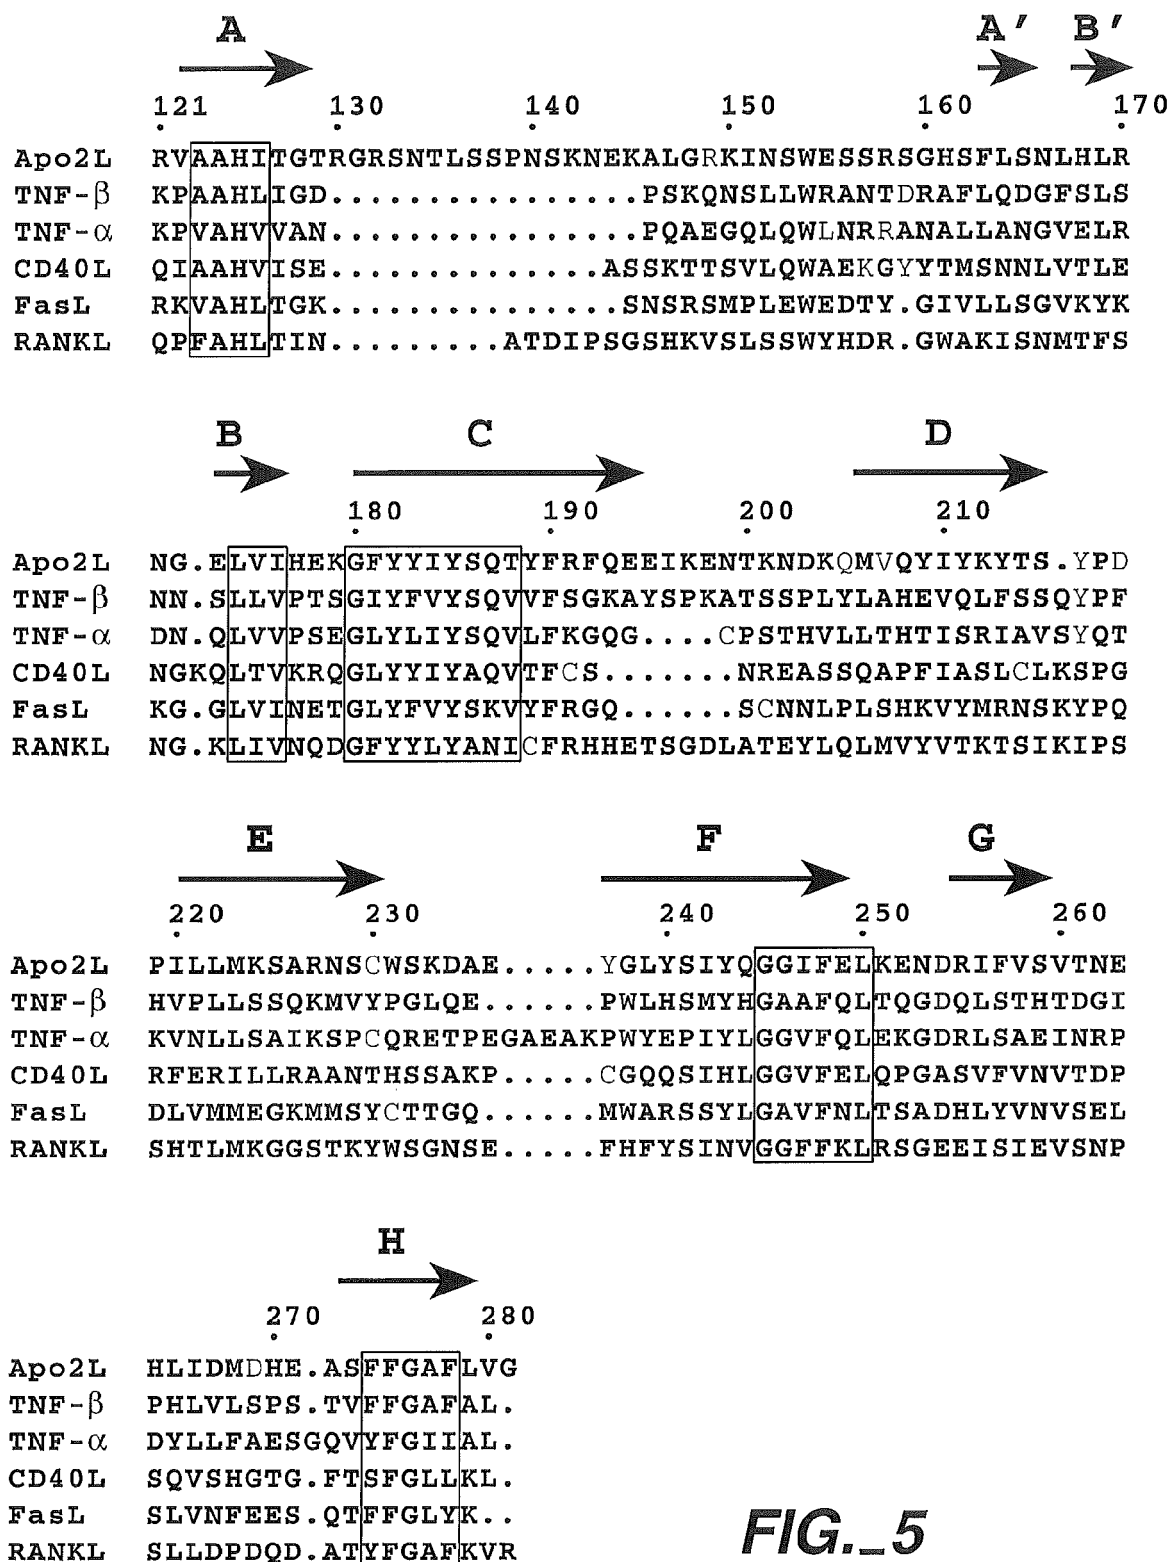 A A' B'
121 130 140 150 160 170
Apo2L RVAAHITGTRGRSNTLSSPNSKNEKALGRKINSWESSRSGHSFLSNLHLR
TNF-β KPAAHLIGD................PSKQNSLLWRANTDRAFLQDGFSLS
TNF-α KPVAHVVAN................PQAEGQLQWLNRRANALLANGVELR
CD40L QIAAHVISE..............ASSKTTSVLQWAEKGYYTMSNNLVTLE
FasL RKVAHLTGK...............SNSRSMPLEWEDTY.GIVLLSGVKYK
RANKL QPFAHLTIN.........ATDIPSGSHKVSLSSWYHDR.GWAKISNMTFS
B C D
180 190 200 210
Apo2L NG.ELVIHEKGFYYIYSQTYFRFQEEIKENTKNDKQMVQYIYKYTS.YPD
TNF-β NN.SLLVPTSGIYFVYSQVVFSGKAYSPKATSSPLYLAHEVQLFSSQYPF
TNF-α DN.QLVVPSEGLYLIYSQVLFKGQG....CPSTHVLLTHTISRIAVSYQT
CD40L NGKQLTVKRQGLYYIYAQVTFCS.......NREASSQAPFIASLCLKSPG
FasL KG.GLVINETGLYFVYSKVYFRGQ......SCNNLPLSHKVYMRNSKYPQ
RANKL NG.KLIVNQDGFYYLYANICFRHHETSGDLATEYLQLMVYVTKTSIKIPS
E F G
220 230 240 250 260
Apo2L PILLMKSARNSCWSKDAE.....YGLYSIYQGGIFELKENDRIFVSVTNE
TNF-β HVPLLSSQKMVYPGLQE......PWLHSMYHGAAFQLTQGDQLSTHTDGI
TNF-α KVNLLSAIKSPCQRETPEGAEAKPWYEPIYLGGVFQLEKGDRLSAEINRP
CD40L RFERILLRAANTHSSAKP.....CGQQSIHLGGVFELQPGASVFVNVTDP
FasL DLVMMEGKMMSYCTTGQ......MWARSSYLGAVFNLTSADHLYVNVSEL
RANKL SHTLMKGGSTKYWSGNSE.....FHFYSINVGGFFKLRSGEEISIEVSNP
H
270 280
Apo2L HLIDMDHE.ASFFGAFLVG
TNF-β PHLVLSPS.TVFFGAFAL.
TNF-α DYLLFAESGQVYFGIIAL.
CD40L SQVSHGTG.FTSFGLLKL.
FasL SLVNFEES.QTFFGLYK..
RANKL SLLDPDQD.ATYFGAFKVR
FIG._5